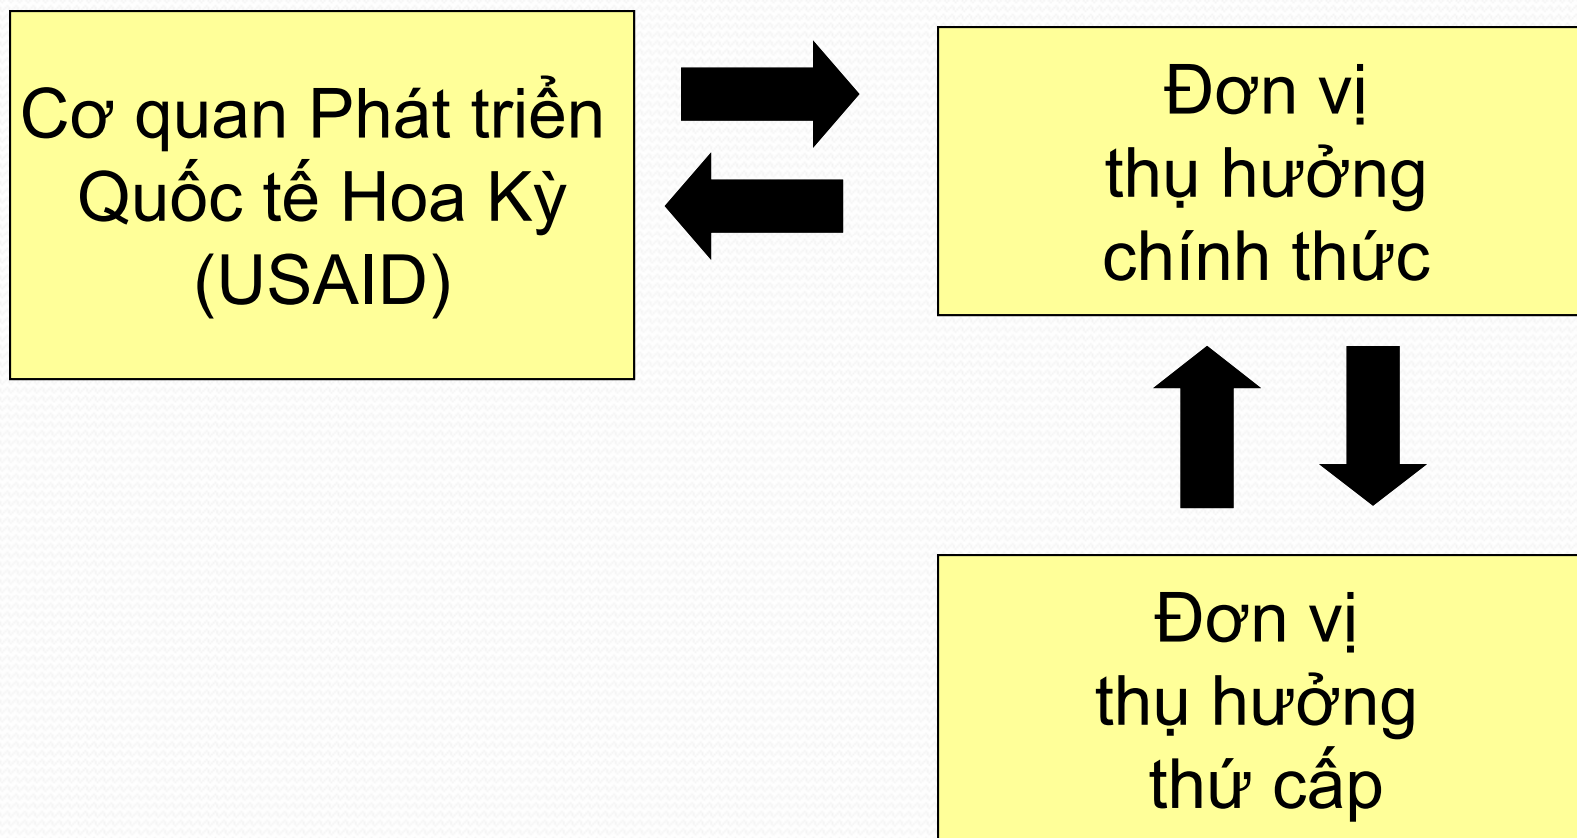 Cơ quan Phát triển
Quốc tế Hoa Kỳ
(USAID)
Đơn vị
thụ hưởng
chính thức
Đơn vị
thụ hưởng
thứ cấp